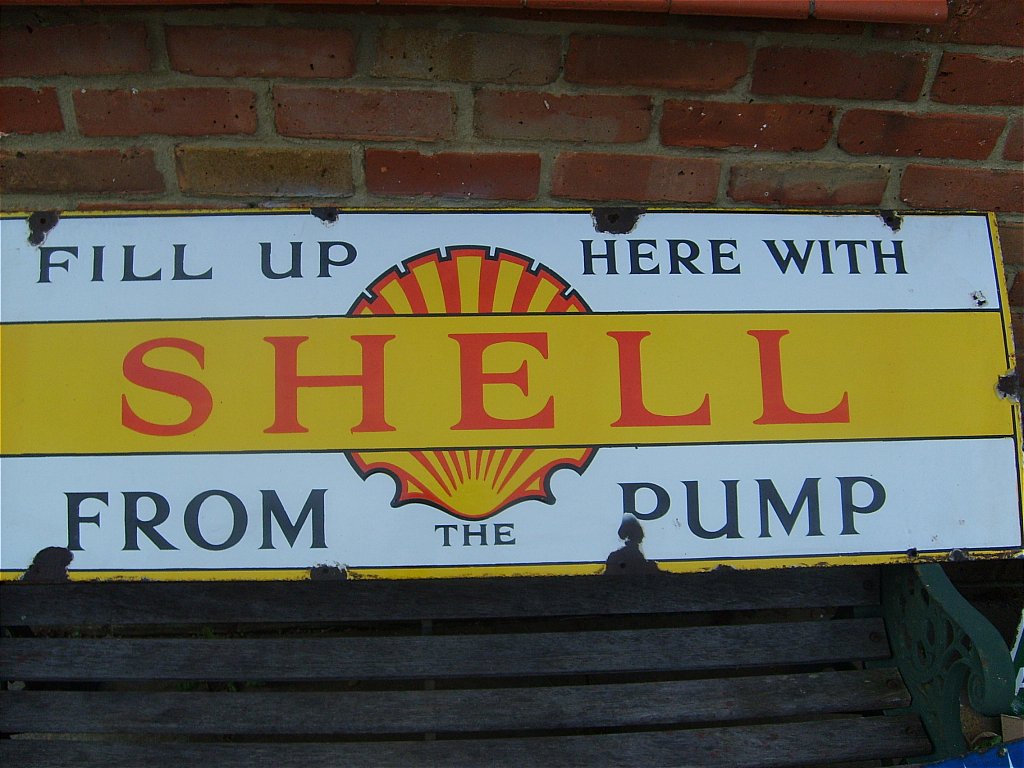 FILL UP HERE WITH
SHELL
FROM THE PUMP